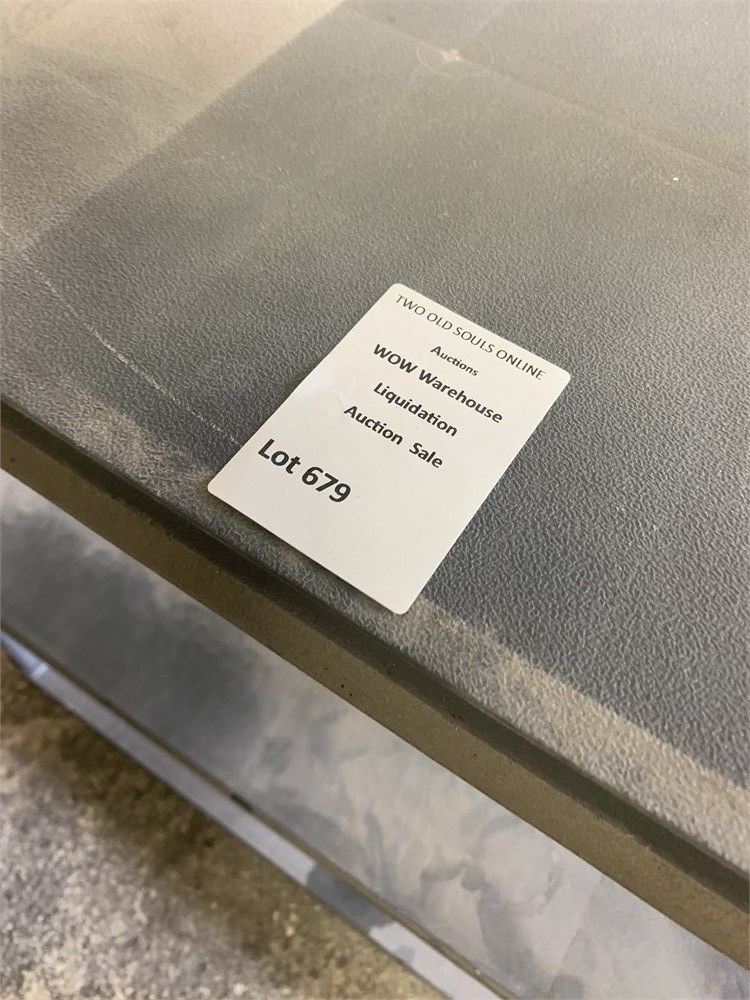 TWO OLD SOULS ONLINE
Auctions
WOW Warehouse
Liquidation
Auction Sale
Lot 679